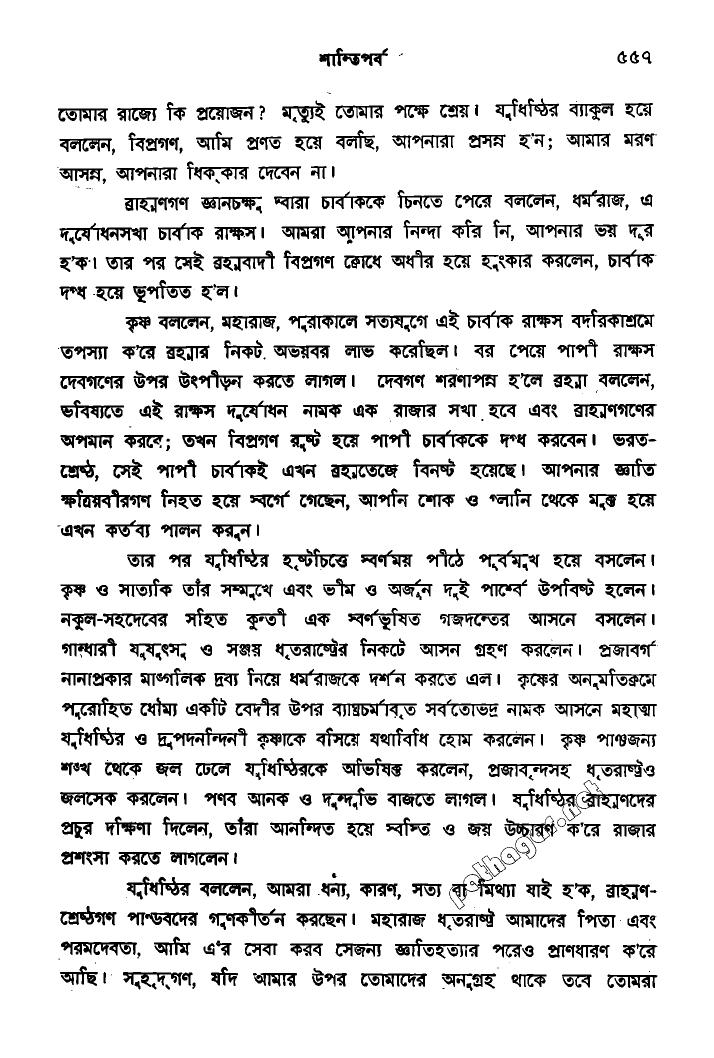 শান্তিপর্ব ৫৫৭
তোমার রাজ্যে কি প্রয়োজন? মৃত্যুই তোমার পক্ষে শ্রেয়। যুধিষ্ঠির ব্যাকুল হয়ে
বললেন, বিপ্রগণ, আমি প্রণত হয়ে বলছি, আপনারা প্রসন্ন হ'ন; আমার মরণ
আসন্ন, আপনারা ধিক্‌কার দেবেন না।
ব্রাহ্মণগণ জ্ঞানচক্ষু দ্বারা চার্বাককে চিনতে পেরে বললেন, ধর্মরাজ, এ
দুর্যোধনসখা চার্বাক রাক্ষস। আমরা আপনার নিন্দা করি নি, আপনার ভয় দূর
হ'ক। তার পর সেই ব্রহ্মবাদী বিপ্রগণ ক্রোধে অধীর হয়ে হুংকার করলেন, চার্বাক
দগ্ধ হয়ে ভূপতিত হ'ল।
কৃষ্ণ বললেন, মহারাজ, পুরাকালে সত্যযুগে এই চার্বাক রাক্ষস বদরিকাশ্রমে
তপস্যা ক'রে ব্রহ্মার নিকট অভয়বর লাভ করেছিল। বর পেয়ে পাপী রাক্ষস
দেবগণের উপর উৎপীড়ন করতে লাগল। দেবগণ শরণাপন্ন হ'লে ব্রহ্মা বললেন,
ভবিষ্যতে এই রাক্ষস দুর্যোধন নামক এক রাজার সখা হবে এবং ব্রাহ্মণগণের
অপমান করবে; তখন বিপ্রগণ রুষ্ট হয়ে পাপী চার্বাককে দগ্ধ করবেন। ভরত-
শ্রেষ্ঠ, সেই পাপী চার্বাকই এখন ব্রহ্মতেজে বিনষ্ট হয়েছে। আপনার জ্ঞাতি
ক্ষত্রিয়বীরগণ নিহত হয়ে স্বর্গে গেছেন, আপনি শোক ও গ্লানি থেকে মুক্ত হয়ে
এখন কর্তব্য পালন করুন।
তার পর যুধিষ্ঠির হৃষ্টচিত্তে স্বর্ণময় পীঠে পূর্বমুখ হয়ে বসলেন।
কৃষ্ণ ও সাত্যকি তাঁর সম্মুখে এবং ভীম ও অর্জুন দুই পার্শ্বে উপবিষ্ট হলেন।
নকুল-সহদেবের সহিত কুন্তী এক স্বর্ণভূষিত গজদন্তের আসনে বসলেন।
গান্ধারী যুযুৎসু ও সঞ্জয় ধৃতরাষ্ট্রের নিকটে আসন গ্রহণ করলেন। প্রজাবর্গ
নানাপ্রকার মাঙ্গলিক দ্রব্য নিয়ে ধর্মরাজকে দর্শন করতে এল। কৃষ্ণের অনুমতিক্রমে
পুরোহিত ধৌম্য একটি বেদীর উপর ব্যাঘ্রচর্মাবৃত সর্বতোভদ্র নামক আসনে মহাত্মা
যুধিষ্ঠির ও দ্রুপদনন্দিনী কৃষ্ণাকে বসিয়ে যথাবিধি হোম করলেন। কৃষ্ণ পাঞ্চজন্য
শঙ্খ থেকে জল ঢেলে যুধিষ্ঠিরকে অভিষিক্ত করলেন, প্রজাবৃন্দসহ ধৃতরাষ্ট্রও
জলসেক করলেন। পণব আনক ও দুন্দুভি বাজতে লাগল। যুধিষ্ঠির ব্রাহ্মণদের
প্রচুর দক্ষিণা দিলেন, তাঁরা আনন্দিত হয়ে স্বস্তি ও জয় উচ্চারণ ক'রে রাজার
প্রশংসা করতে লাগলেন।
যুধিষ্ঠির বললেন, আমরা ধন্য, কারণ, সত্য বা মিথ্যা যাই হ'ক, ব্রাহ্মণ-
শ্রেষ্ঠগণ পাণ্ডবদের গুণকীর্তন করছেন। মহারাজ ধৃতরাষ্ট্র আমাদের পিতা এবং
পরমদেবতা, আমি এঁর সেবা করব সেজন্য জ্ঞাতিহত্যার পরেও প্রাণধারণ ক'রে
আছি। সুহৃদ্‌গণ, যদি আমার উপর তোমাদের অনুগ্রহ থাকে তবে তোমরা
pathagar.net